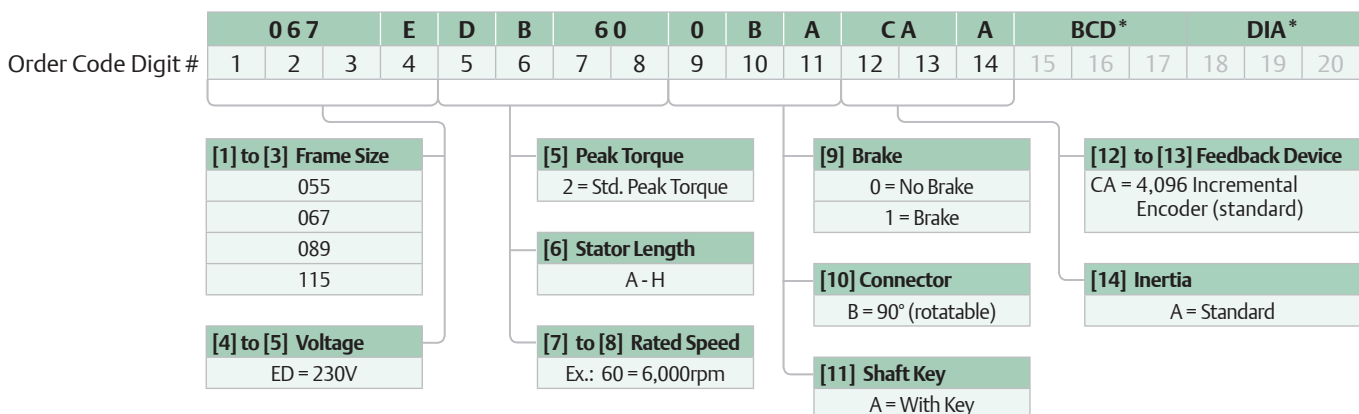 067 E D B 60 0 B A CA A BCD* DIA*
Order Code Digit # 1 2 3 4 5 6 7 8 9 10 11 12 13 14 15 16 17 18 19 20
[1] to [3] Frame Size
055
067
089
115
[4] to [5] Voltage
ED = 230V
[5] Peak Torque
2 = Std. Peak Torque
[6] Stator Length
A - H
[7] to [8] Rated Speed
Ex.: 60 = 6,000rpm
[9] Brake
0 = No Brake
1 = Brake
[10] Connector
B = 90° (rotatable)
[11] Shaft Key
A = With Key
[12] to [13] Feedback Device
CA = 4,096 Incremental
Encoder (standard)
[14] Inertia
A = Standard